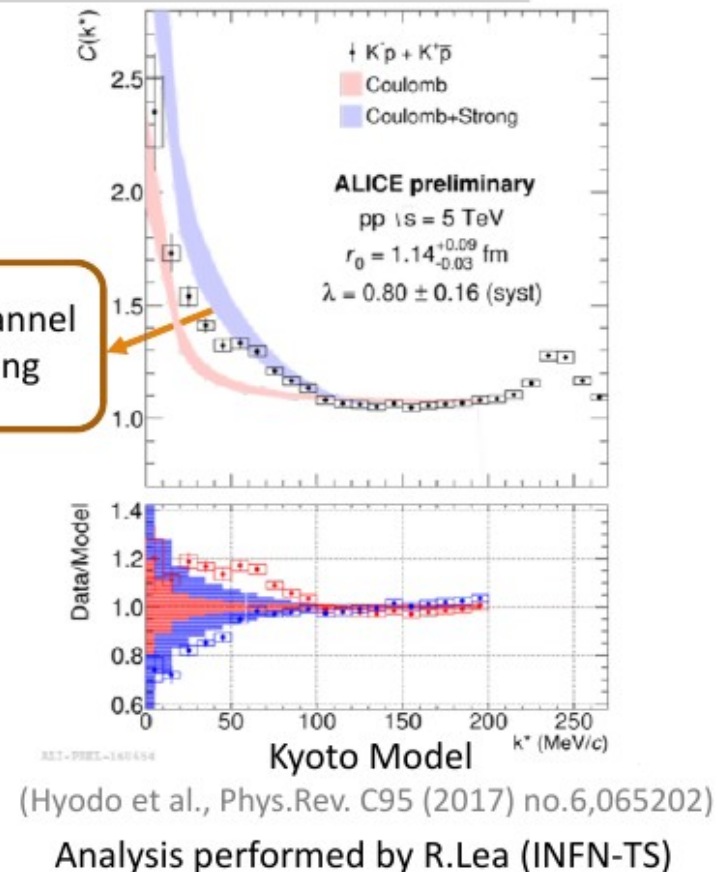 C(k*)
2.5
2.0
1.5
1.0
K⁻p + K⁺p̄
Coulomb
Coulomb+Strong
ALICE preliminary
pp \s = 5 TeV
r₀ = 1.14 +0.09 -0.03 fm
λ = 0.80 ± 0.16 (syst)
annel
ng
Data/Model
1.4
1.2
1.0
0.8
0.6
0 50 100 150 200 250
k* (MeV/c)
Kyoto Model
(Hyodo et al., Phys.Rev. C95 (2017) no.6,065202)
Analysis performed by R.Lea (INFN-TS)